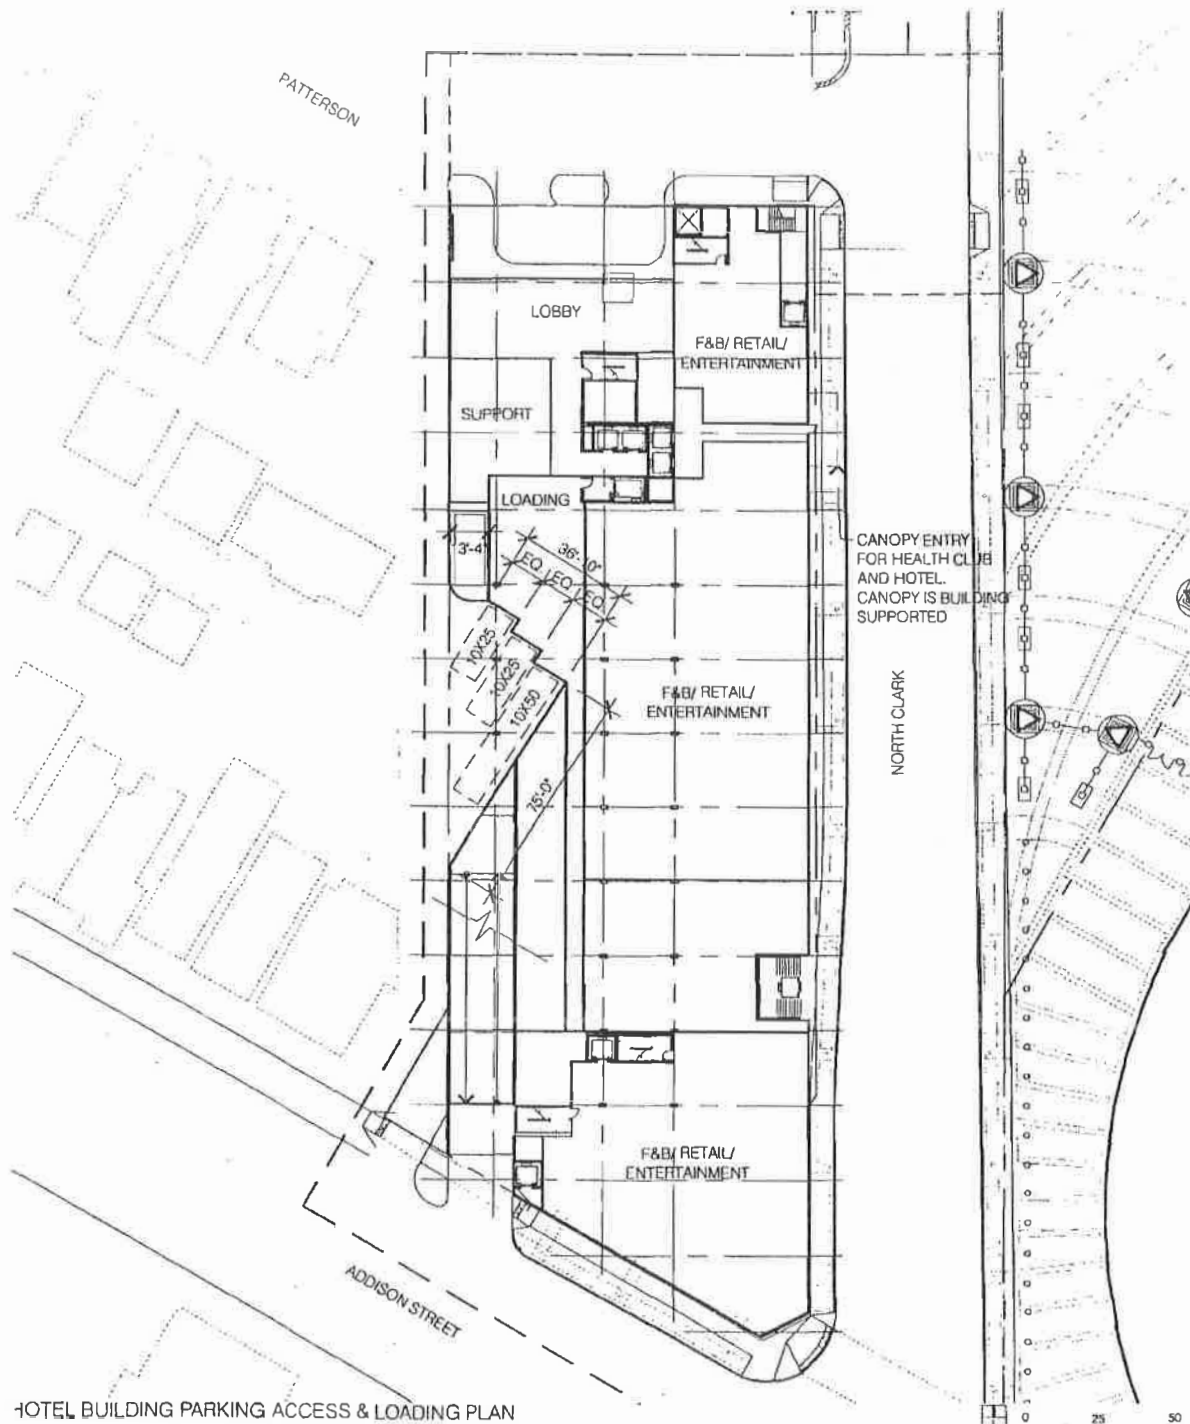 PATTERSON
LOBBY
F&B/ RETAIL/
ENTERTAINMENT
SUPPORT
LOADING
3'-4"
36'-10"
EQ.
EQ.
EQ.
CANOPY ENTRY
FOR HEALTH CLUB
AND HOTEL.
CANOPY IS BUILDING
SUPPORTED
10X25
10X25
10X50
F&B/ RETAIL/
ENTERTAINMENT
NORTH CLARK
75'-0"
F&B/ RETAIL/
ENTERTAINMENT
ADDISON STREET
HOTEL BUILDING PARKING ACCESS & LOADING PLAN
0 25 50